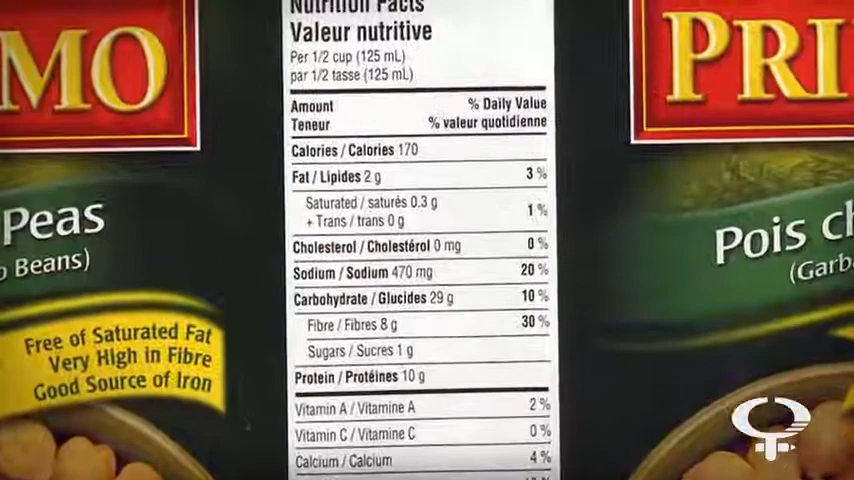 MO
Peas
Beans)
Free of Saturated Fat
Very High in Fibre
Good Source of Iron
Nutrition Facts
Valeur nutritive
Per 1/2 cup (125 mL)
par 1/2 tasse (125 mL)
Amount % Daily Value
Teneur % valeur quotidienne
Calories / Calories 170
Fat / Lipides 2 g 3 %
Saturated / saturés 0.3 g
+ Trans / trans 0 g 1 %
Cholesterol / Cholestérol 0 mg 0 %
Sodium / Sodium 470 mg 20 %
Carbohydrate / Glucides 29 g 10 %
Fibre / Fibres 8 g 30 %
Sugars / Sucres 1 g
Protein / Protéines 10 g
Vitamin A / Vitamine A 2 %
Vitamin C / Vitamine C 0 %
Calcium / Calcium 4 %
PRI
Pois ch
(Garb